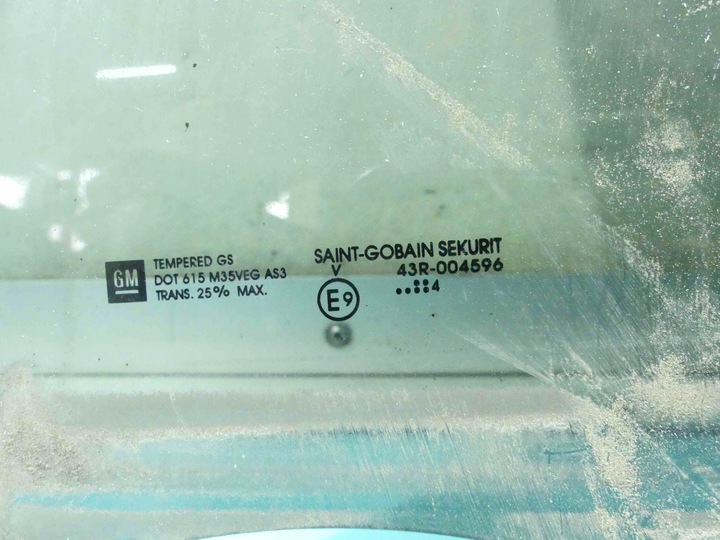 GM
TEMPERED GS
DOT 615 M35VEG AS3
TRANS. 25% MAX.
SAINT-GOBAIN SEKURIT
V
43R-004596
E9
••::4